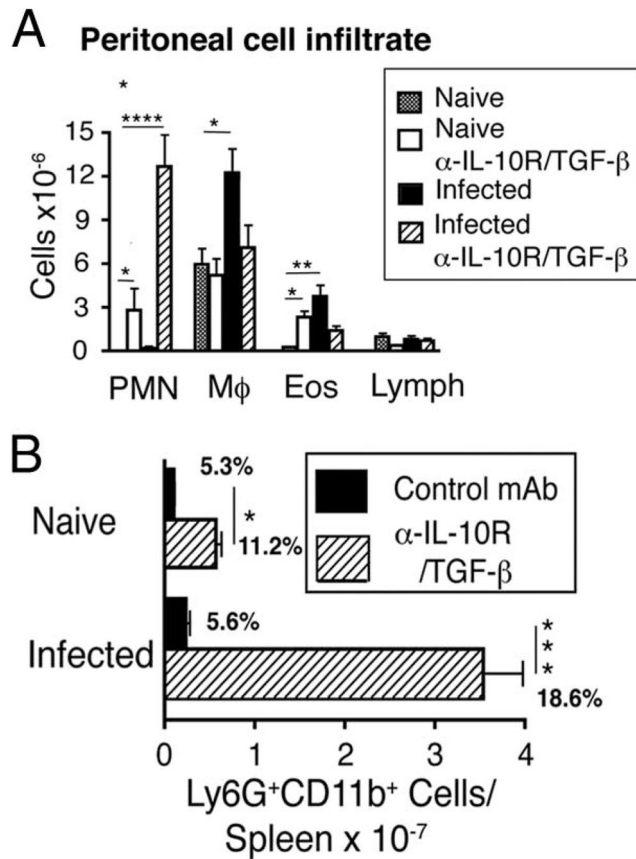 A Peritoneal cell infiltrate
*
****
*
*
**
*
15
12
9
6
3
0
Cells x10⁻⁶
PMN Mϕ Eos Lymph
Naive
Naive
α-IL-10R/TGF-β
Infected
Infected
α-IL-10R/TGF-β
B
Naive
Infected
5.3%
*
11.2%
5.6%
***
18.6%
Control mAb
α-IL-10R
/TGF-β
0 1 2 3 4
Ly6G⁺CD11b⁺ Cells/
Spleen x 10⁻⁷